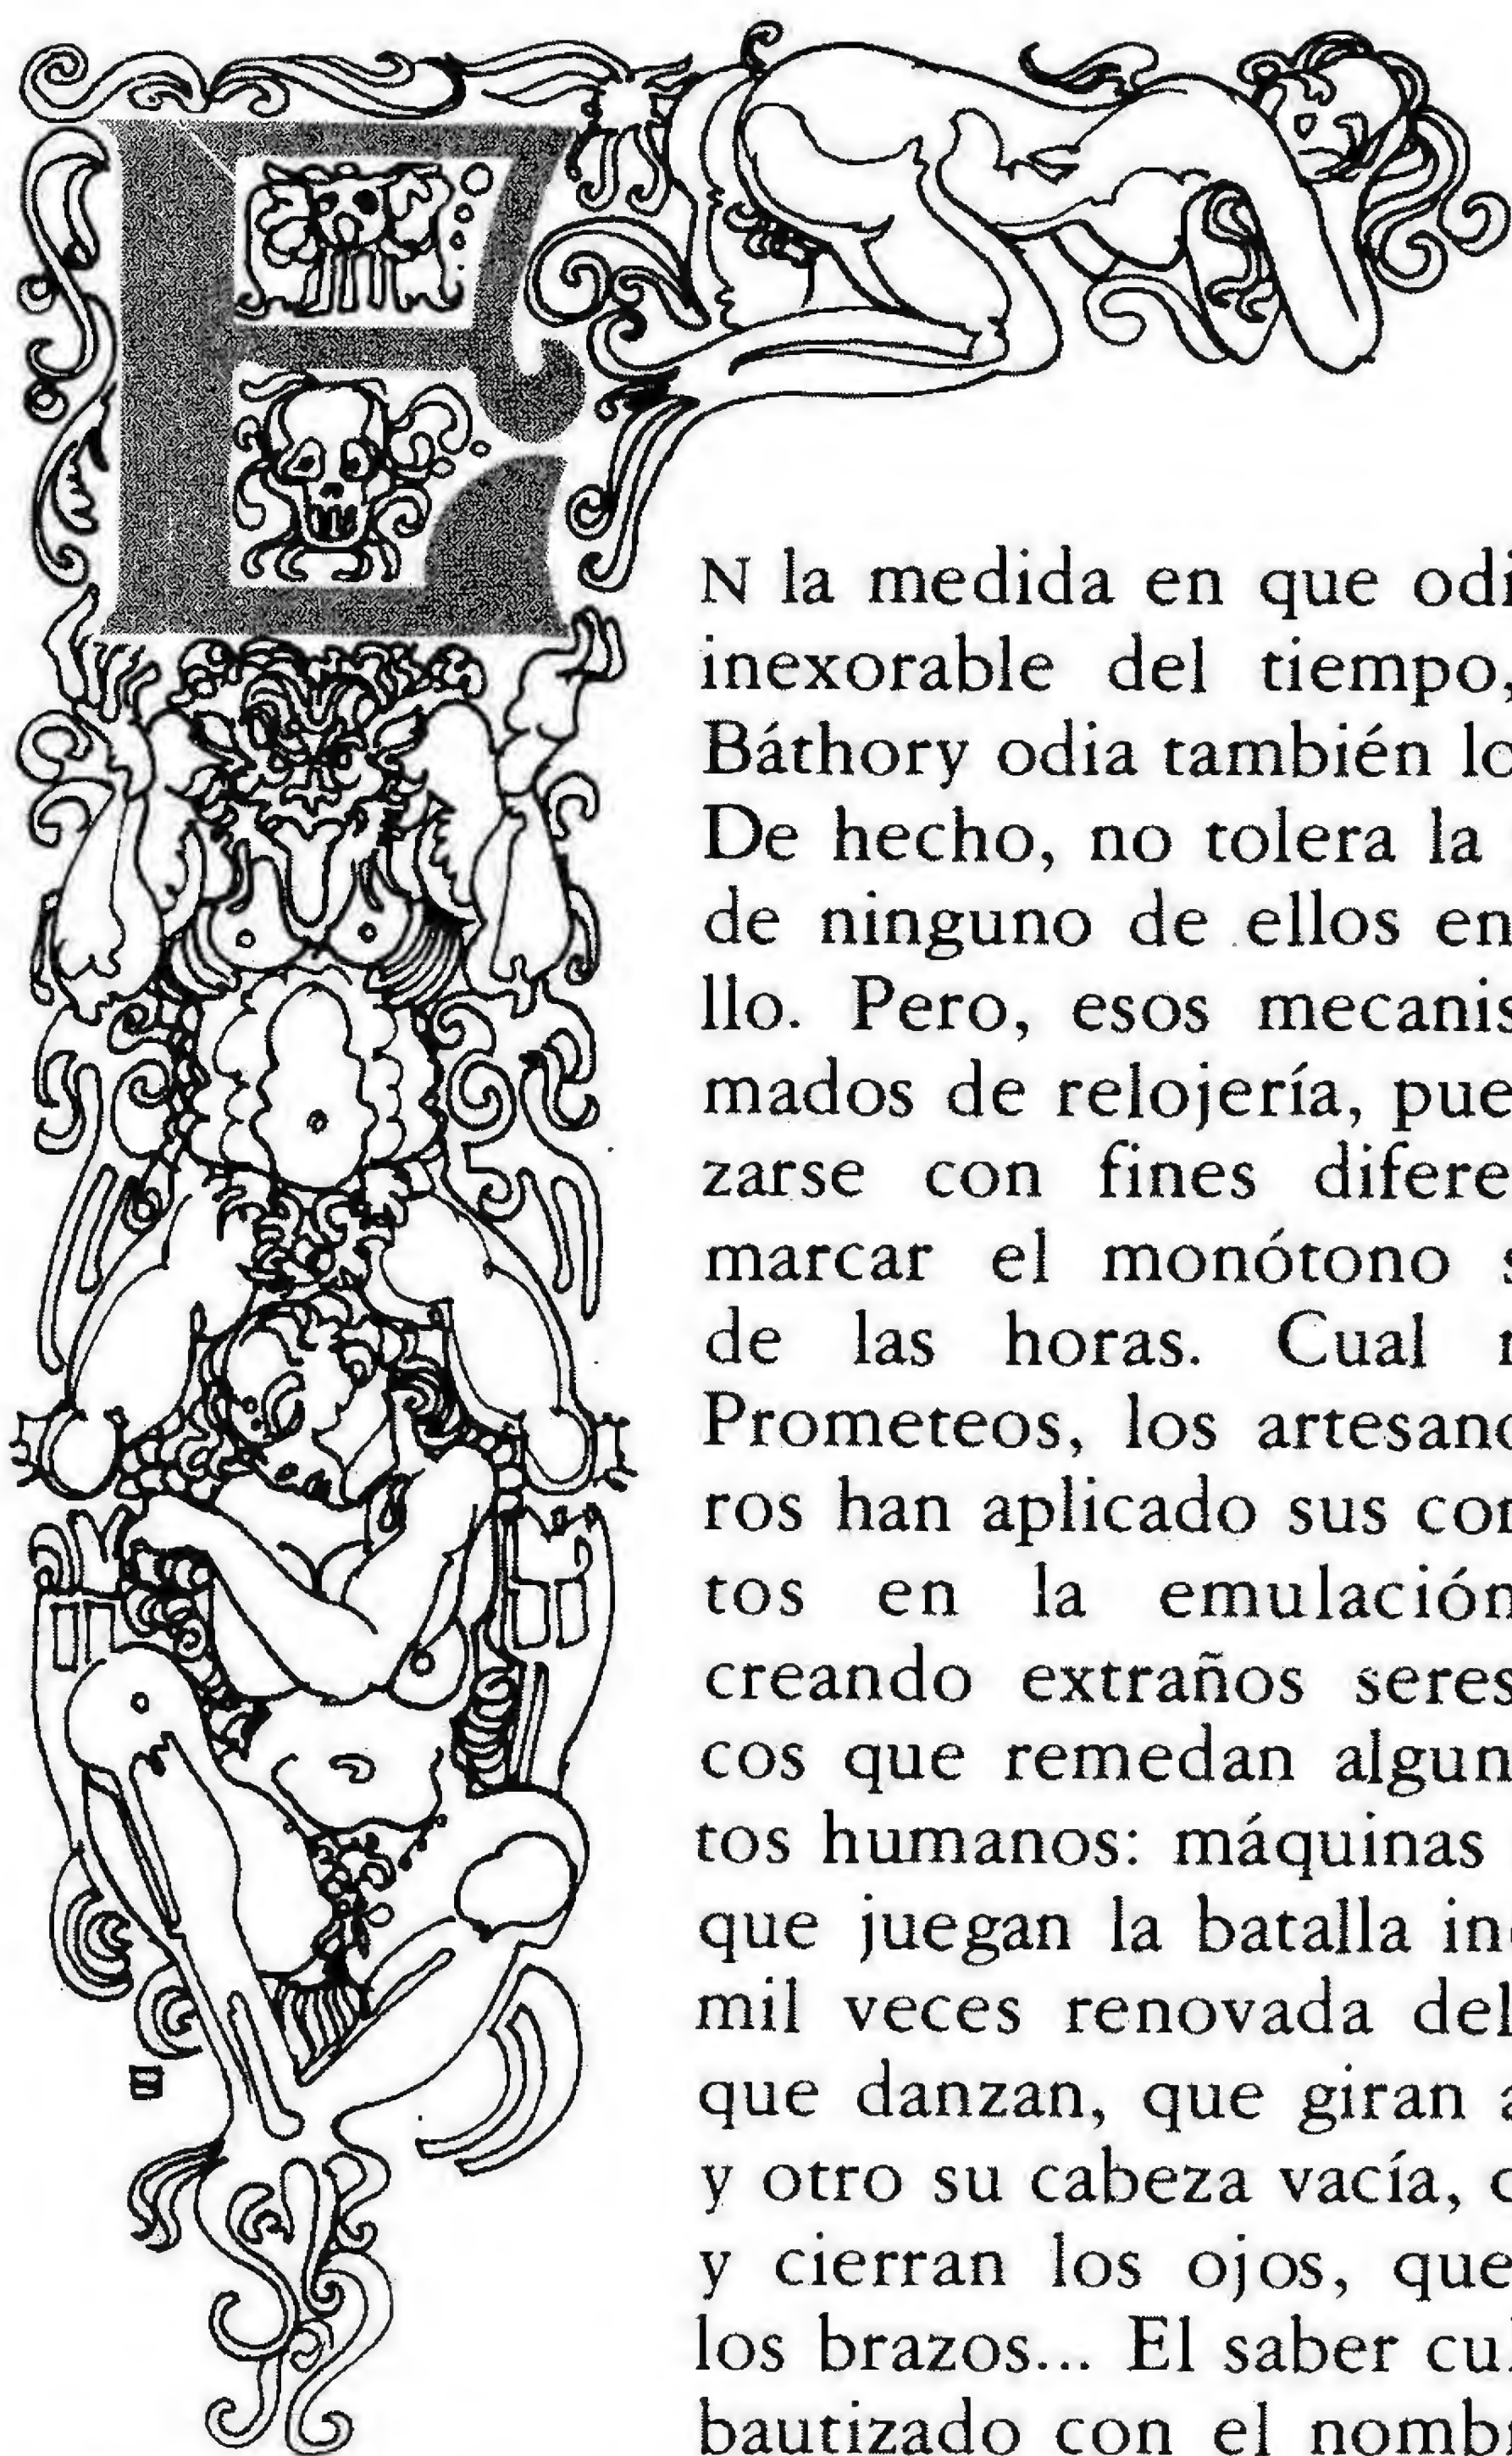 EN la medida en que odi
inexorable del tiempo,
Báthory odia también lo
De hecho, no tolera la
de ninguno de ellos en
llo. Pero, esos mecanis
mados de relojería, pue
zarse con fines difere
marcar el monótono s
de las horas. Cual
Prometeos, los artesano
ros han aplicado sus con
tos en la emulación
creando extraños seres
cos que remedan algun
tos humanos: máquinas
que juegan la batalla in
mil veces renovada del
que danzan, que giran a
y otro su cabeza vacía,
y cierran los ojos, que
los brazos... El saber cul
bautizado con el nomb